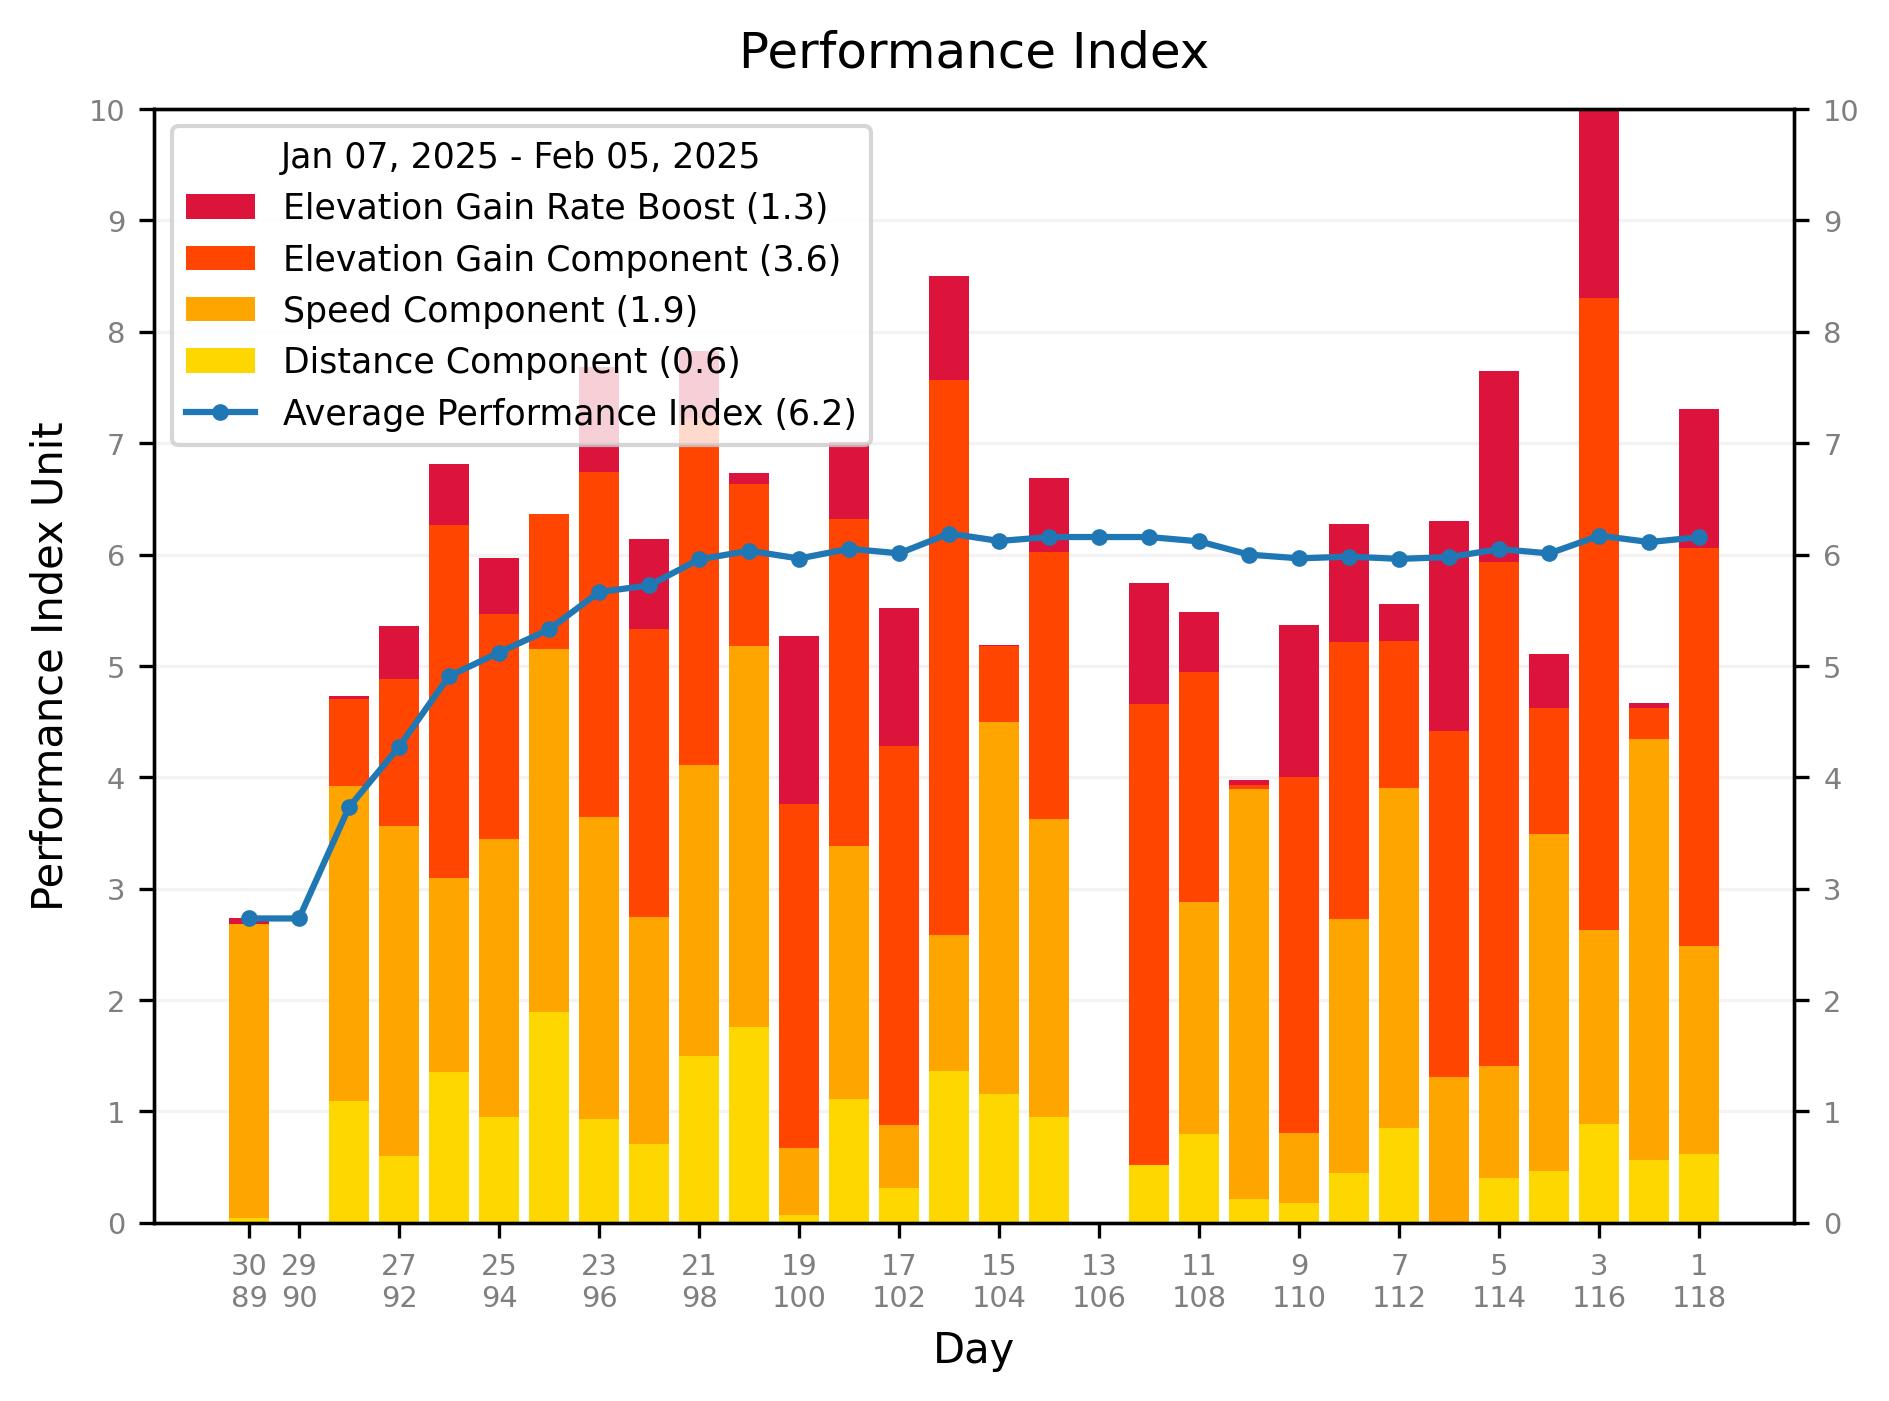 Performance Index
Jan 07, 2025 - Feb 05, 2025
Elevation Gain Rate Boost (1.3)
Elevation Gain Component (3.6)
Speed Component (1.9)
Distance Component (0.6)
Average Performance Index (6.2)
Performance Index Unit
10
9
8
7
6
5
4
3
2
1
0
10
9
8
7
6
5
4
3
2
1
0
30 29 27 25 23 21 19 17 15 13 11 9 7 5 3 1
89 90 92 94 96 98 100 102 104 106 108 110 112 114 116 118
Day